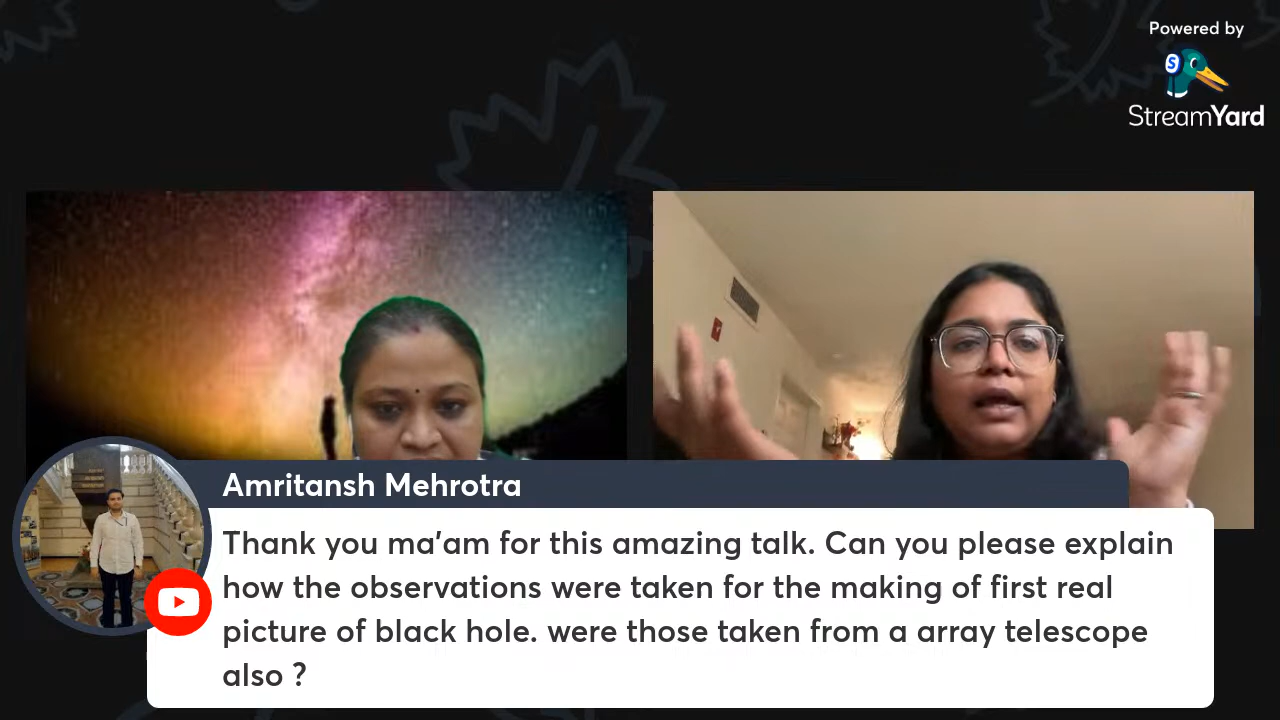 Powered by
S
StreamYard
Amritansh Mehrotra
Thank you ma'am for this amazing talk. Can you please explain
how the observations were taken for the making of first real
picture of black hole. were those taken from a array telescope
also ?